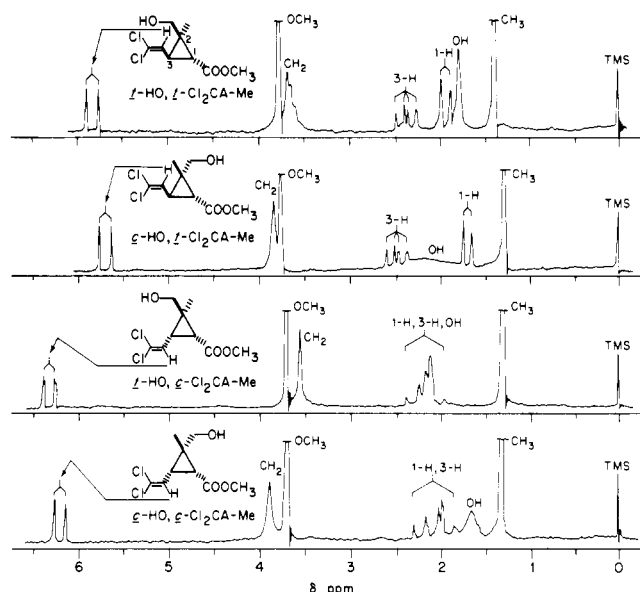 HO
Cl
Cl
H
2
1
3
COOCH3
t-HO, t-Cl2CA-Me
OCH3
CH2
3-H
1-H
OH
CH3
TMS
OH
Cl
Cl
H
COOCH3
c-HO, t-Cl2CA-Me
CH2
OCH3
3-H
OH
1-H
CH3
TMS
HO
Cl
Cl
H
COOCH3
t-HO, c-Cl2CA-Me
OCH3
CH2
1-H, 3-H, OH
CH3
TMS
OH
Cl
Cl
H
COOCH3
c-HO, c-Cl2CA-Me
CH2
OCH3
1-H, 3-H
OH
CH3
TMS
6 5 4 3 2 1 0
δ ppm